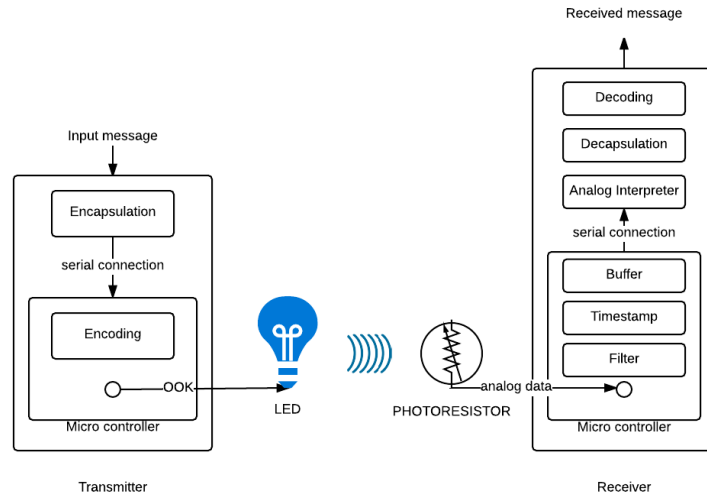 Received message
Decoding
Decapsulation
Analog Interpreter
serial connection
Buffer
Timestamp
Filter
Micro controller
Receiver
Input message
Encapsulation
serial connection
Encoding
OOK
Micro controller
Transmitter
LED
PHOTORESISTOR
analog data